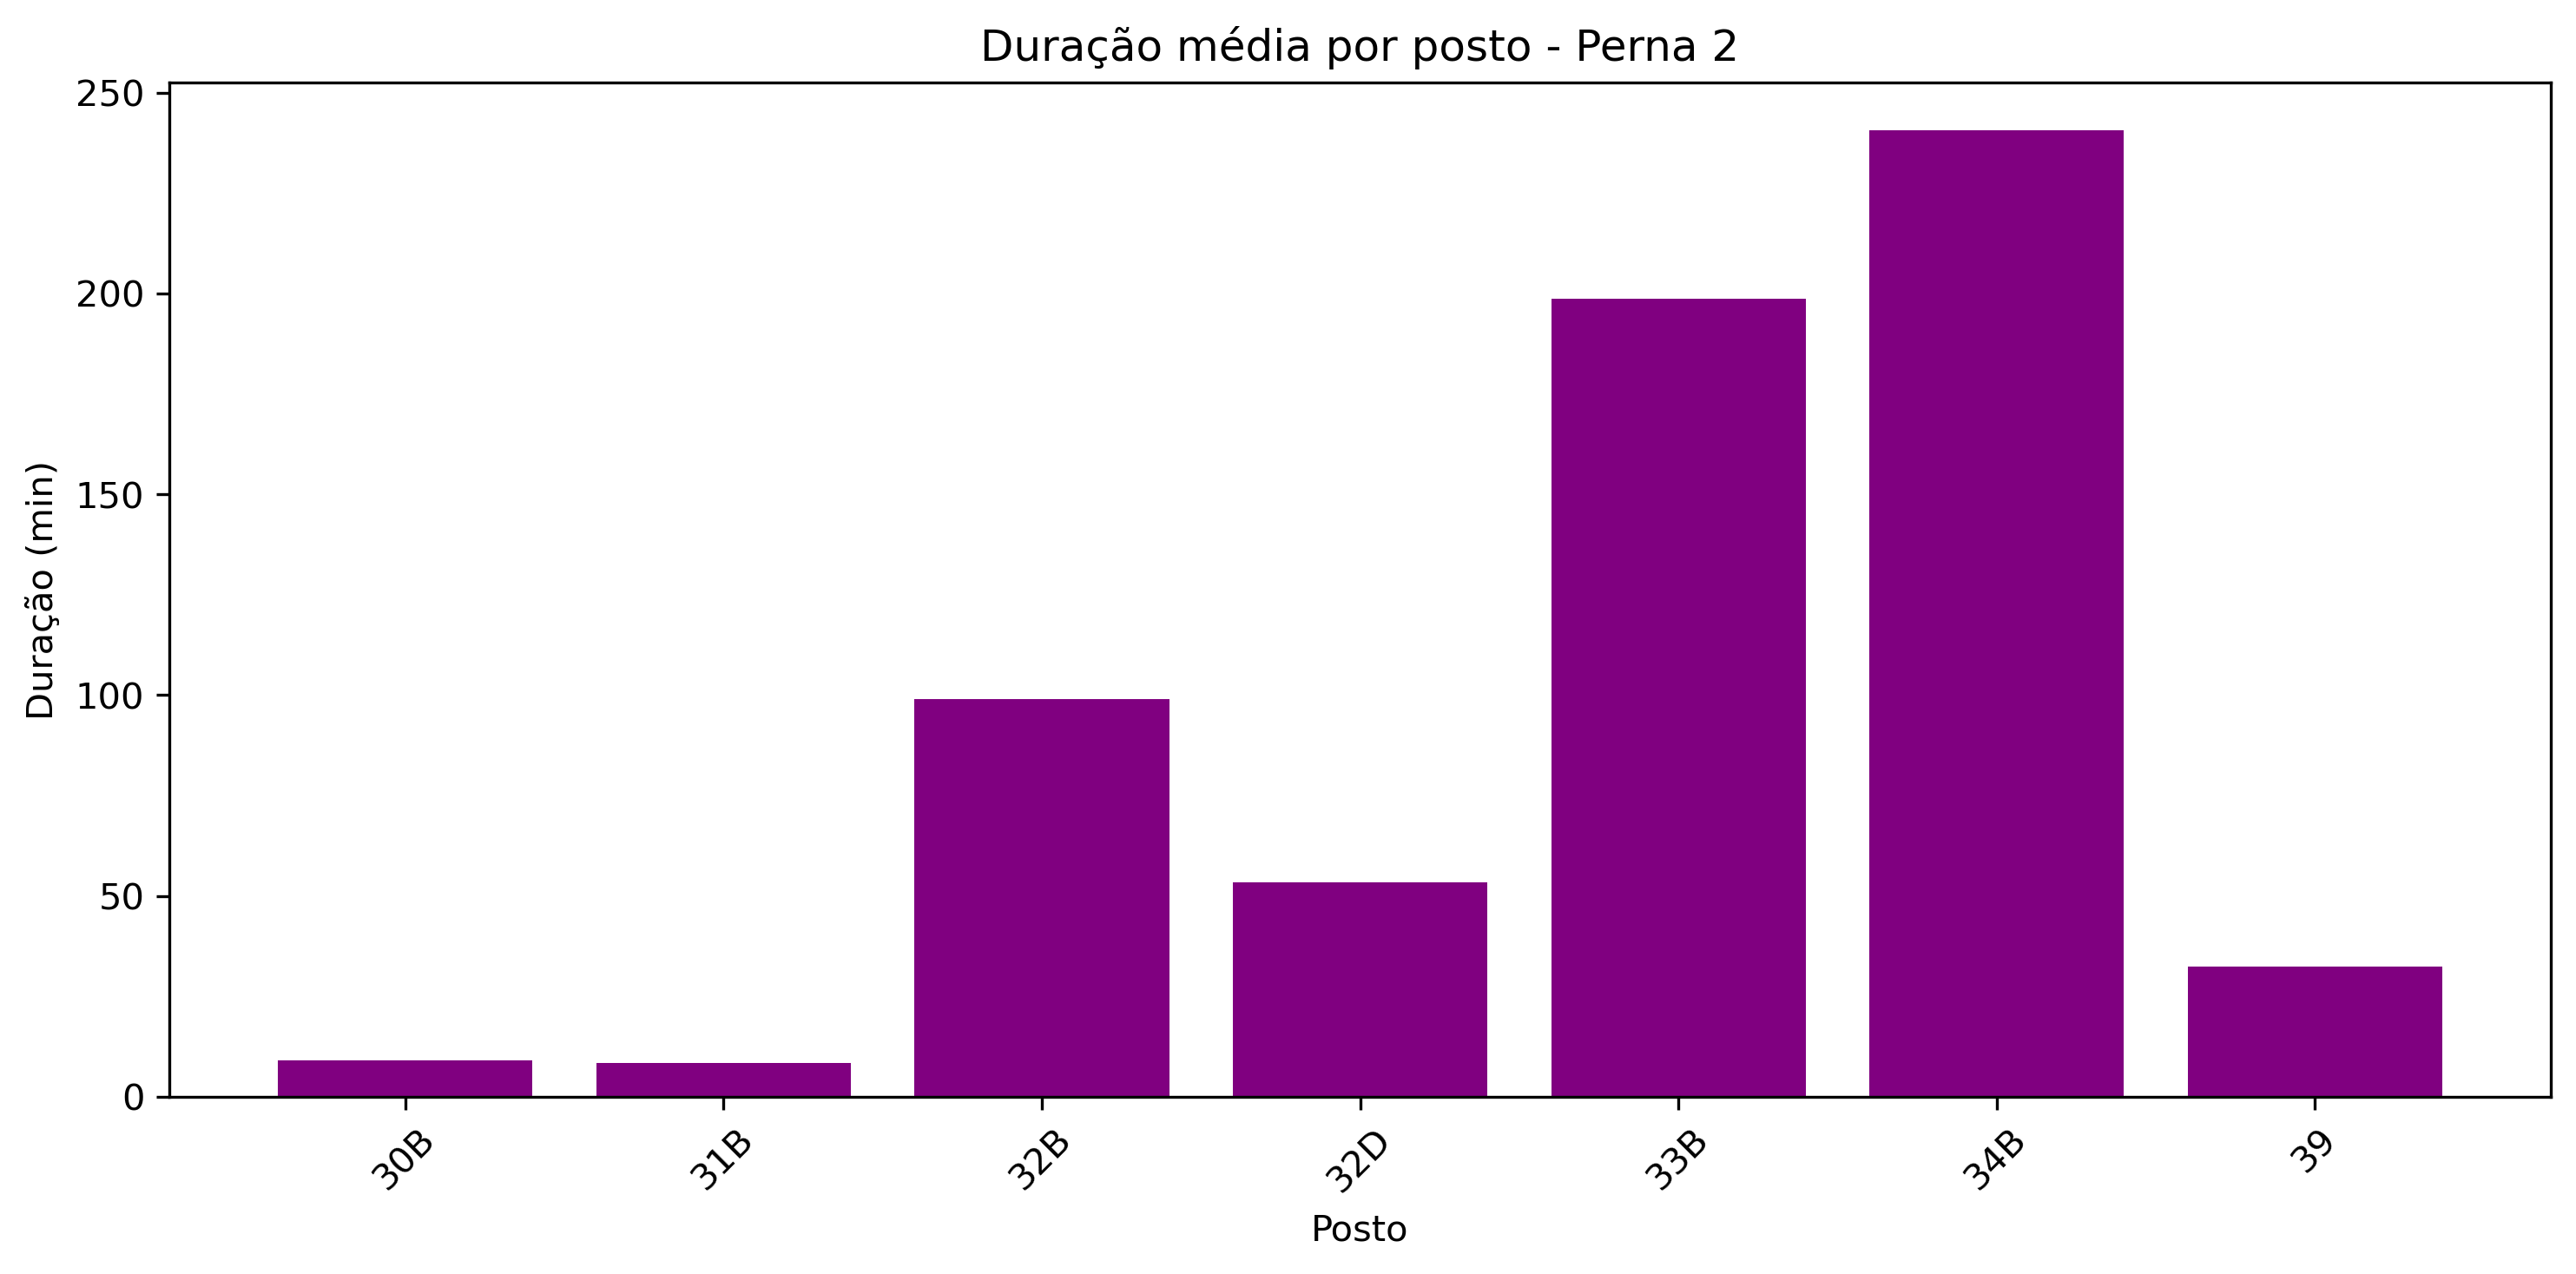 Duração média por posto - Perna 2
250
200
150
100
50
0
Duração (min)
30B
31B
32B
32D
33B
34B
39
Posto